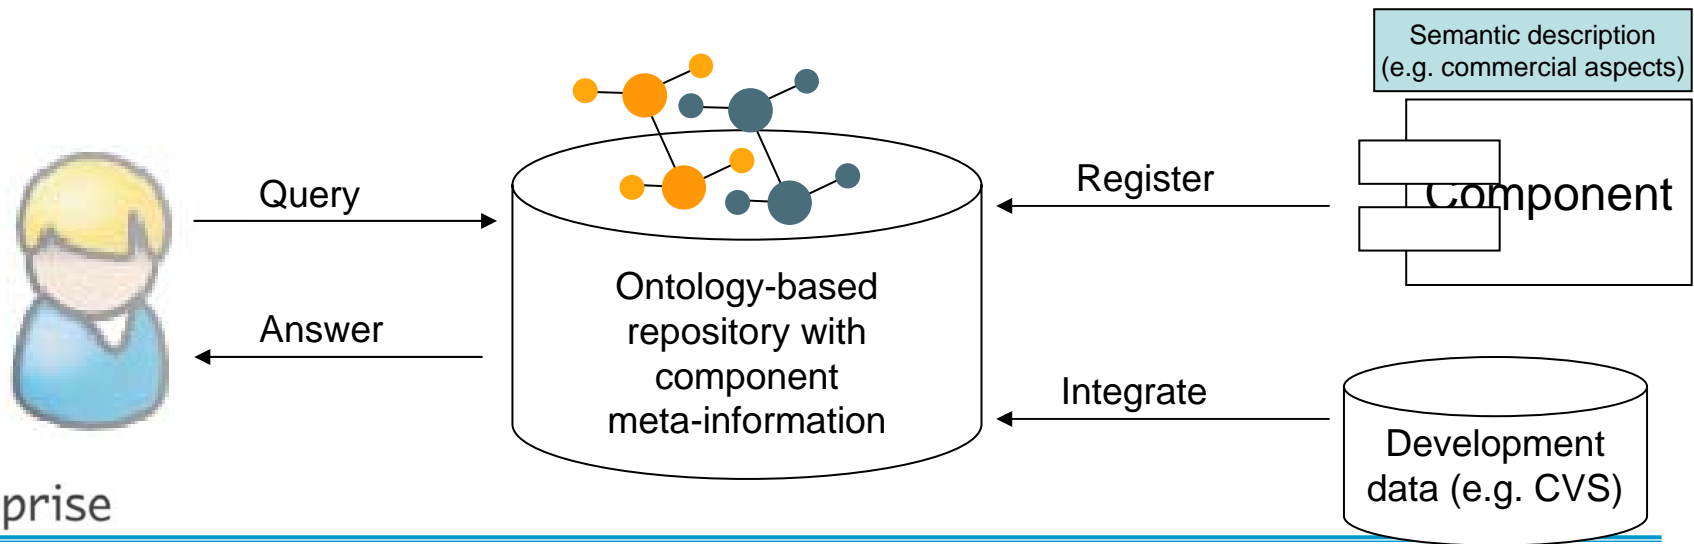 Semantic description
(e.g. commercial aspects)
Component
Query
Register
Answer
Ontology-based
repository with
component
meta-information
Integrate
Development
data (e.g. CVS)
prise